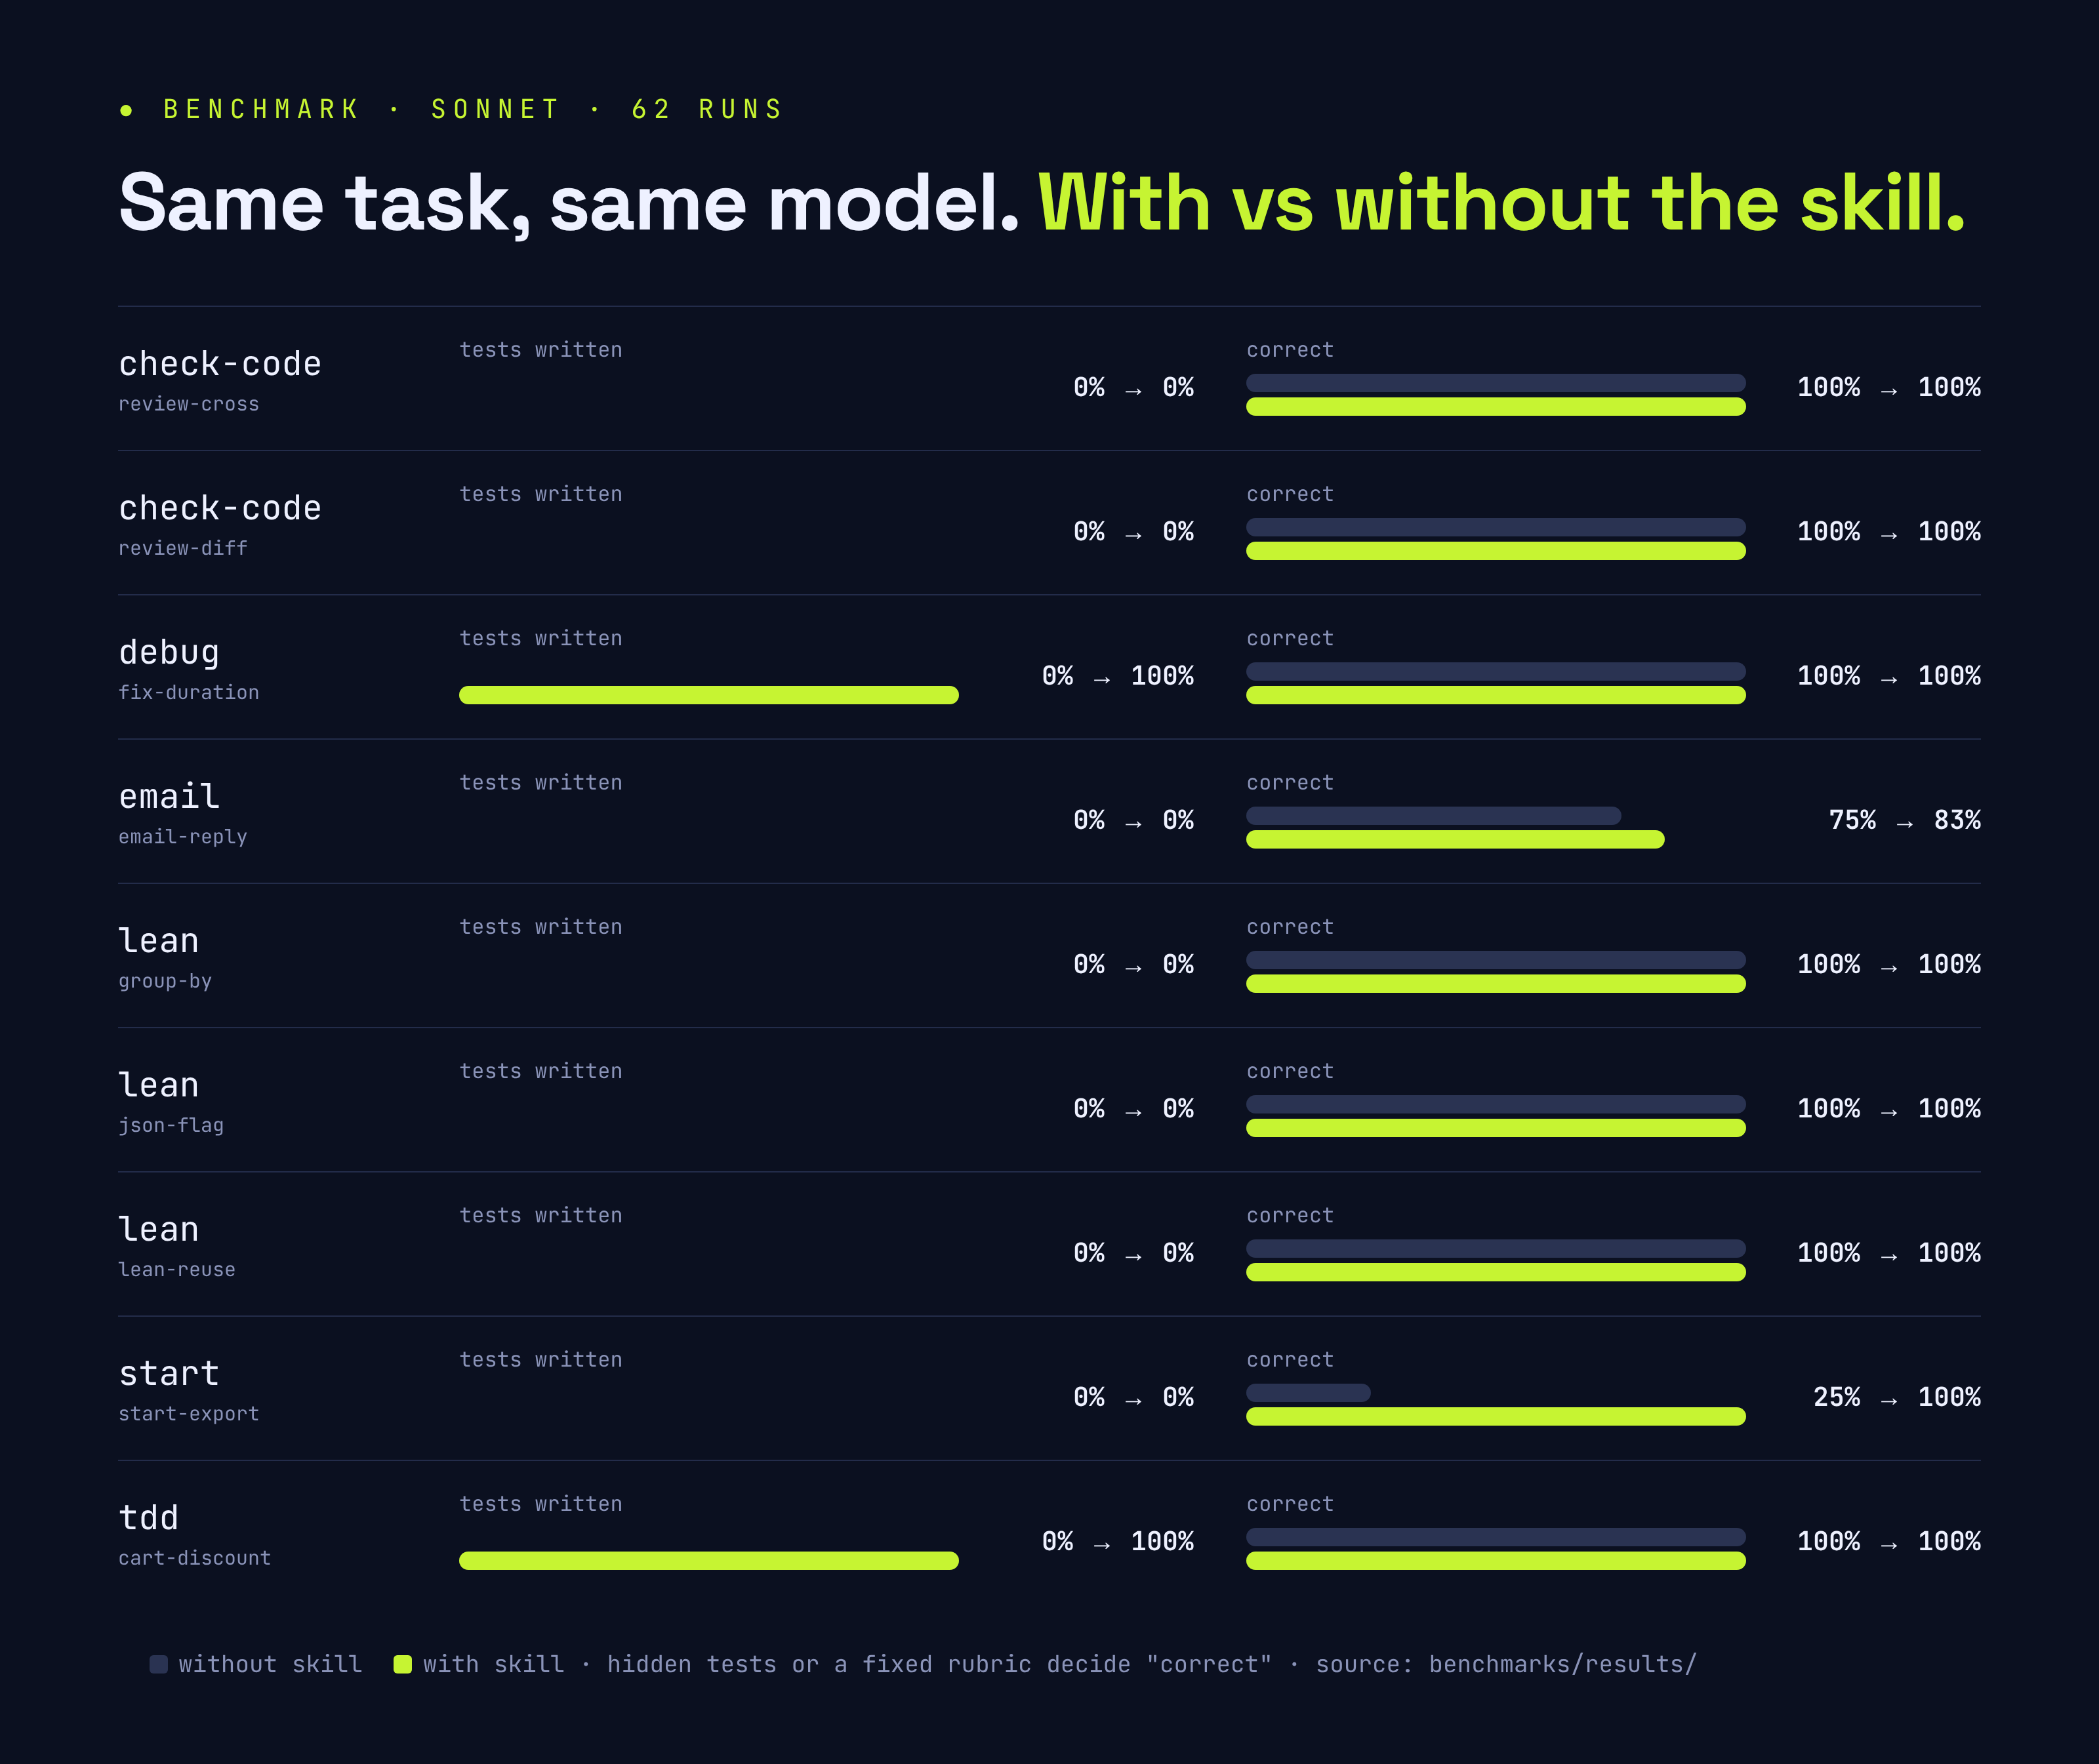 ● BENCHMARK · SONNET · 62 RUNS
Same task, same model. With vs without the skill.
check-code
review-cross
tests written
0% → 0%
correct
100% → 100%
check-code
review-diff
tests written
0% → 0%
correct
100% → 100%
debug
fix-duration
tests written
0% → 100%
correct
100% → 100%
email
email-reply
tests written
0% → 0%
correct
75% → 83%
lean
group-by
tests written
0% → 0%
correct
100% → 100%
lean
json-flag
tests written
0% → 0%
correct
100% → 100%
lean
lean-reuse
tests written
0% → 0%
correct
100% → 100%
start
start-export
tests written
0% → 0%
correct
25% → 100%
tdd
cart-discount
tests written
0% → 100%
correct
100% → 100%
without skill with skill · hidden tests or a fixed rubric decide "correct" · source: benchmarks/results/